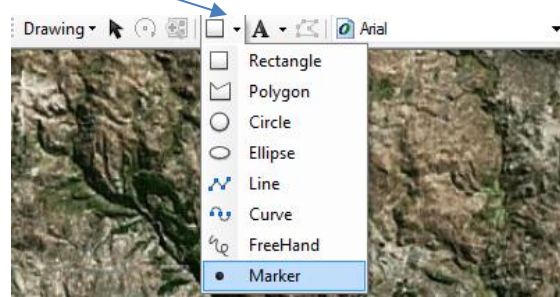 Drawing A Arial
Rectangle
Polygon
Circle
Ellipse
Line
Curve
FreeHand
Marker